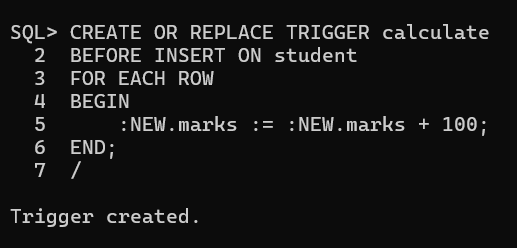 SQL> CREATE OR REPLACE TRIGGER calculate
  2  BEFORE INSERT ON student
  3  FOR EACH ROW
  4  BEGIN
  5      :NEW.marks := :NEW.marks + 100;
  6  END;
  7  /
Trigger created.